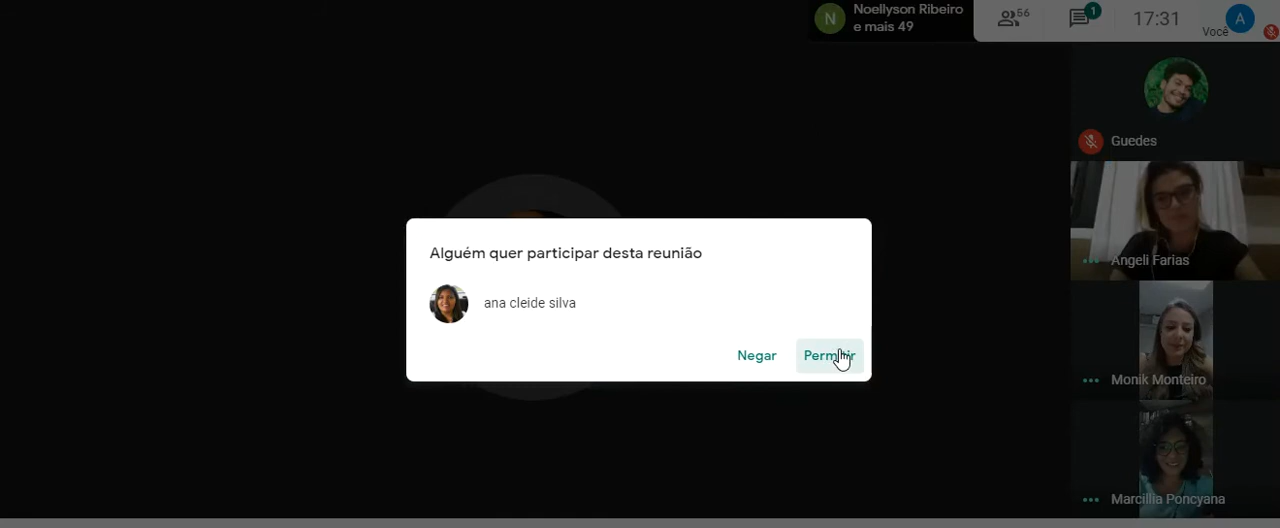 Noellyson Ribeiro
e mais 49
N
56
1
17:31
Você
A
Guedes
Alguém quer participar desta reunião
ana cleide silva
Negar
Permitir
Angeli Farias
Monik Monteiro
Marcillia Poncyana